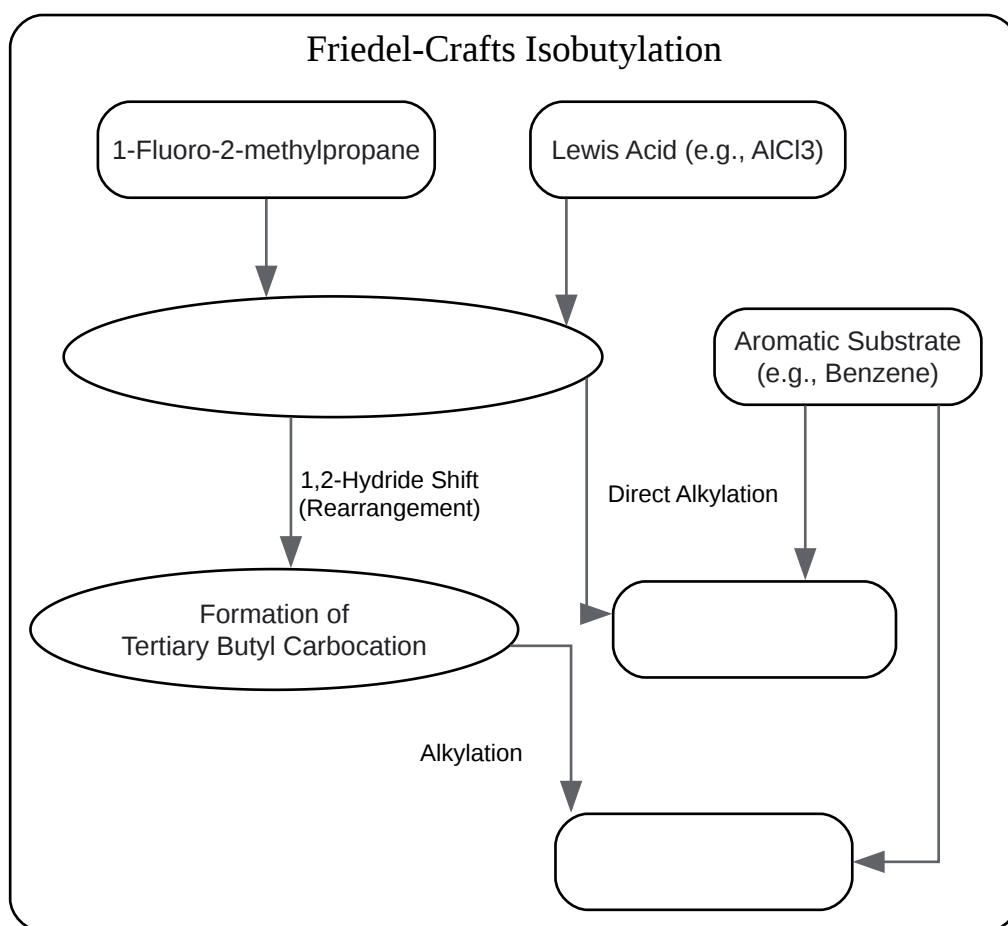 Friedel-Crafts Isobutylation
1-Fluoro-2-methylpropane
Lewis Acid (e.g., AlCl3)
Aromatic Substrate
(e.g., Benzene)
1,2-Hydride Shift
(Rearrangement)
Direct Alkylation
Formation of
Tertiary Butyl Carbocation
Alkylation